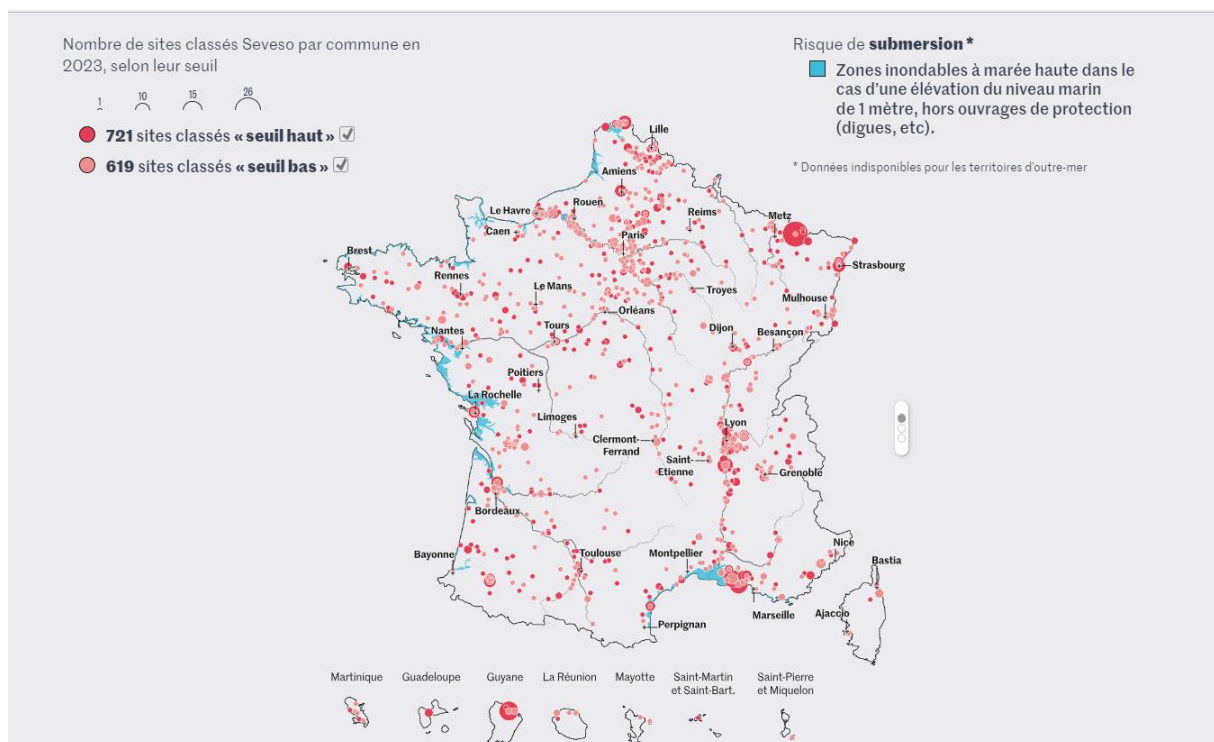 Nombre de sites classés Seveso par commune en
2023, selon leur seuil
1 10 15 26
721 sites classés « seuil haut »
619 sites classés « seuil bas »
Risque de submersion *
Zones inondables à marée haute dans le
cas d'une élévation du niveau marin
de 1 mètre, hors ouvrages de protection
(digues, etc).
* Données indisponibles pour les territoires d'outre-mer
Lille
Amiens
Le Havre
Rouen
Reims
Metz
Caen
Paris
Brest
Strasbourg
Rennes
Le Mans
Troyes
Mulhouse
Orléans
Nantes
Tours
Dijon
Besançon
Poitiers
La Rochelle
Limoges
Lyon
Clermont-
Ferrand
Saint-
Etienne
Grenoble
Bordeaux
Bayonne
Toulouse
Montpellier
Nice
Bastia
Marseille
Ajaccio
Perpignan
Martinique
Guadeloupe
Guyane
La Réunion
Mayotte
Saint-Martin
et Saint-Bart.
Saint-Pierre
et Miquelon